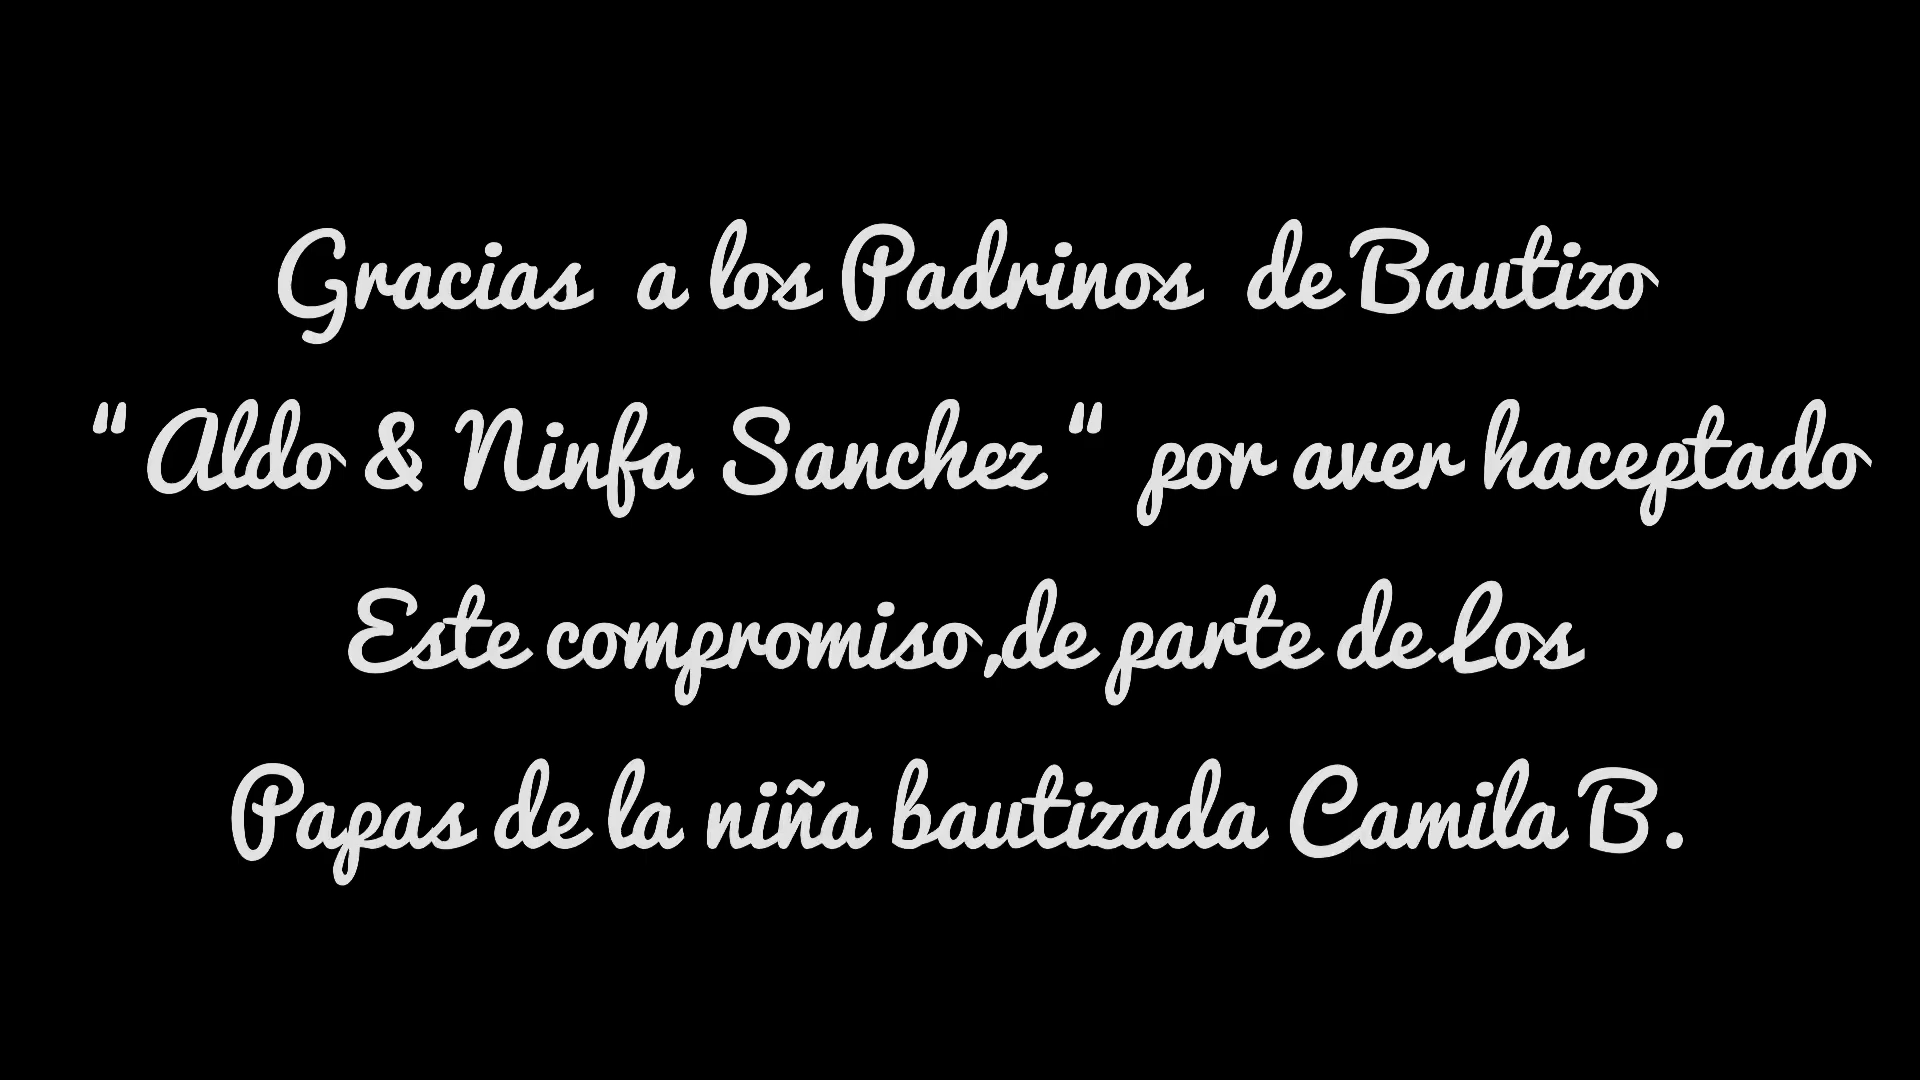 Gracias a los Padrinos de Bautizo
“ Aldo & Ninfa Sanchez “ por aver haceptado
Este compromiso ,de parte de Los
Papas de la niña bautizada Camila B .